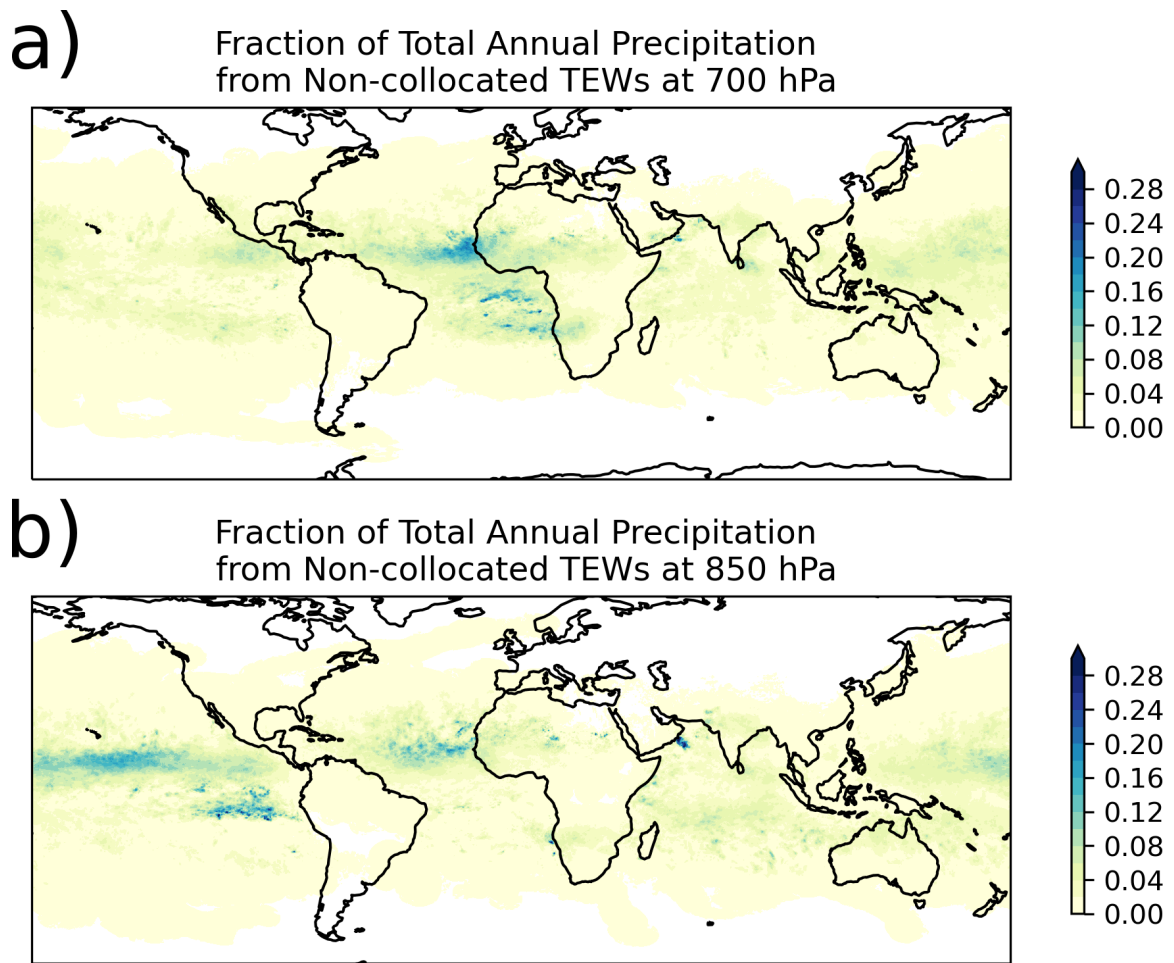 a)
Fraction of Total Annual Precipitation
from Non-collocated TEWs at 700 hPa
0.28
0.24
0.20
0.16
0.12
0.08
0.04
0.00
b)
Fraction of Total Annual Precipitation
from Non-collocated TEWs at 850 hPa
0.28
0.24
0.20
0.16
0.12
0.08
0.04
0.00